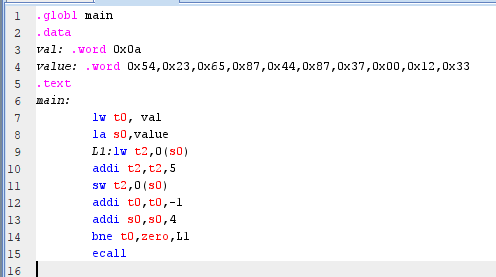 1 .globl main
2 .data
3 val: .word 0x0a
4 value: .word 0x54,0x23,0x65,0x87,0x44,0x87,0x37,0x00,0x12,0x33
5 .text
6 main:
7 lw t0, val
8 la s0,value
9 L1:lw t2,0(s0)
10 addi t2,t2,5
11 sw t2,0(s0)
12 addi t0,t0,-1
13 addi s0,s0,4
14 bne t0,zero,L1
15 ecall
16